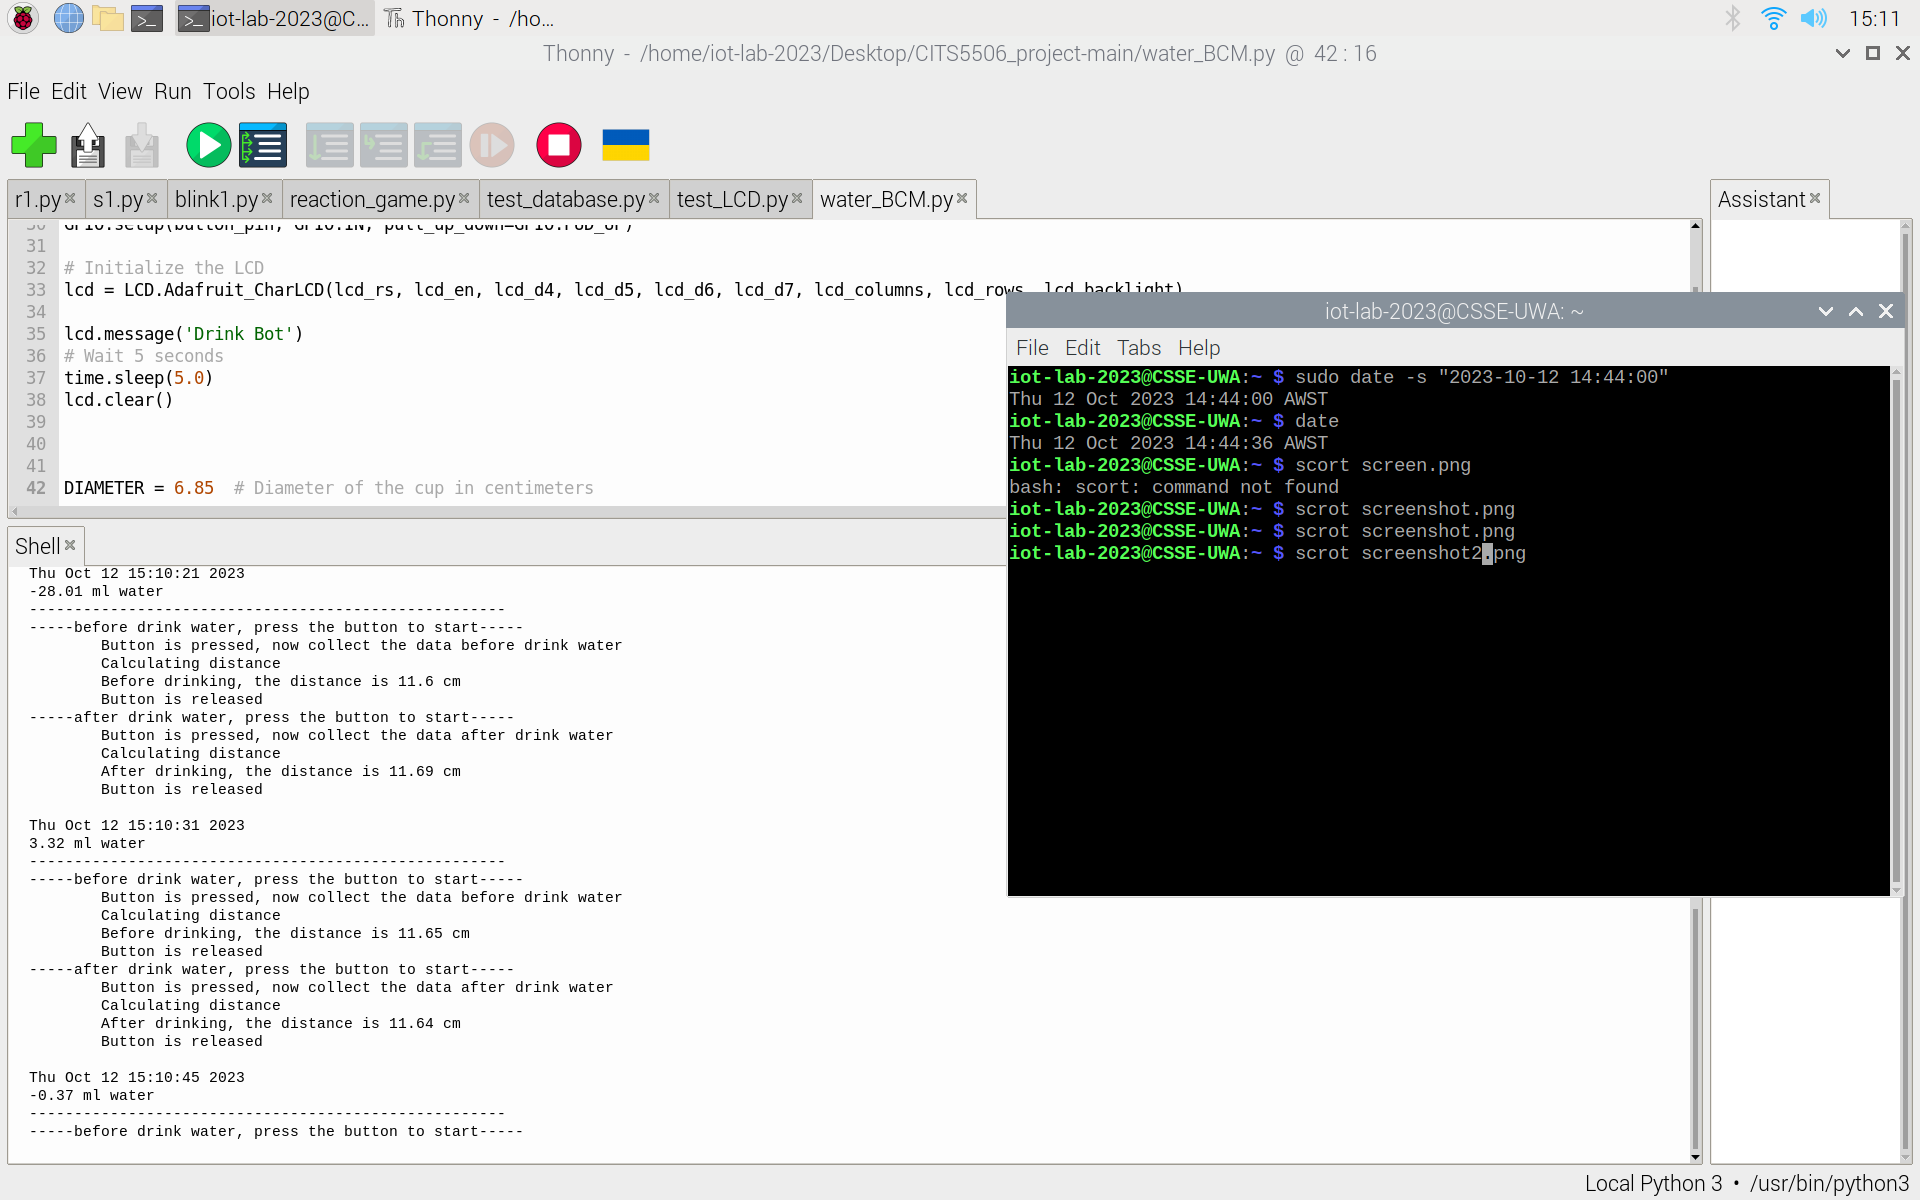 iot-lab-2023@C... Thonny - /ho... 15:11
Thonny - /home/iot-lab-2023/Desktop/CITS5506_project-main/water_BCM.py @ 42 : 16
File Edit View Run Tools Help
r1.py s1.py blink1.py reaction_game.py test_database.py test_LCD.py water_BCM.py Assistant
30 GPIO.setup(button_pin, GPIO.IN, pull_up_down=GPIO.PUD_UP)
31
32 # Initialize the LCD
33 lcd = LCD.Adafruit_CharLCD(lcd_rs, lcd_en, lcd_d4, lcd_d5, lcd_d6, lcd_d7, lcd_columns, lcd_rows, lcd_backlight)
34
35 lcd.message('Drink Bot')
36 # Wait 5 seconds
37 time.sleep(5.0)
38 lcd.clear()
39
40
41
42 DIAMETER = 6.85 # Diameter of the cup in centimeters
Shell
Thu Oct 12 15:10:21 2023
-28.01 ml water
-----------------------------------------------------
-----before drink water, press the button to start-----
Button is pressed, now collect the data before drink water
Calculating distance
Before drinking, the distance is 11.6 cm
Button is released
-----after drink water, press the button to start-----
Button is pressed, now collect the data after drink water
Calculating distance
After drinking, the distance is 11.69 cm
Button is released
Thu Oct 12 15:10:31 2023
3.32 ml water
-----------------------------------------------------
-----before drink water, press the button to start-----
Button is pressed, now collect the data before drink water
Calculating distance
Before drinking, the distance is 11.65 cm
Button is released
-----after drink water, press the button to start-----
Button is pressed, now collect the data after drink water
Calculating distance
After drinking, the distance is 11.64 cm
Button is released
Thu Oct 12 15:10:45 2023
-0.37 ml water
-----------------------------------------------------
-----before drink water, press the button to start-----
iot-lab-2023@CSSE-UWA: ~
File Edit Tabs Help
iot-lab-2023@CSSE-UWA:~ $ sudo date -s "2023-10-12 14:44:00"
Thu 12 Oct 2023 14:44:00 AWST
iot-lab-2023@CSSE-UWA:~ $ date
Thu 12 Oct 2023 14:44:36 AWST
iot-lab-2023@CSSE-UWA:~ $ scort screen.png
bash: scort: command not found
iot-lab-2023@CSSE-UWA:~ $ scrot screenshot.png
iot-lab-2023@CSSE-UWA:~ $ scrot screenshot.png
iot-lab-2023@CSSE-UWA:~ $ scrot screenshot2.png
Local Python 3 • /usr/bin/python3